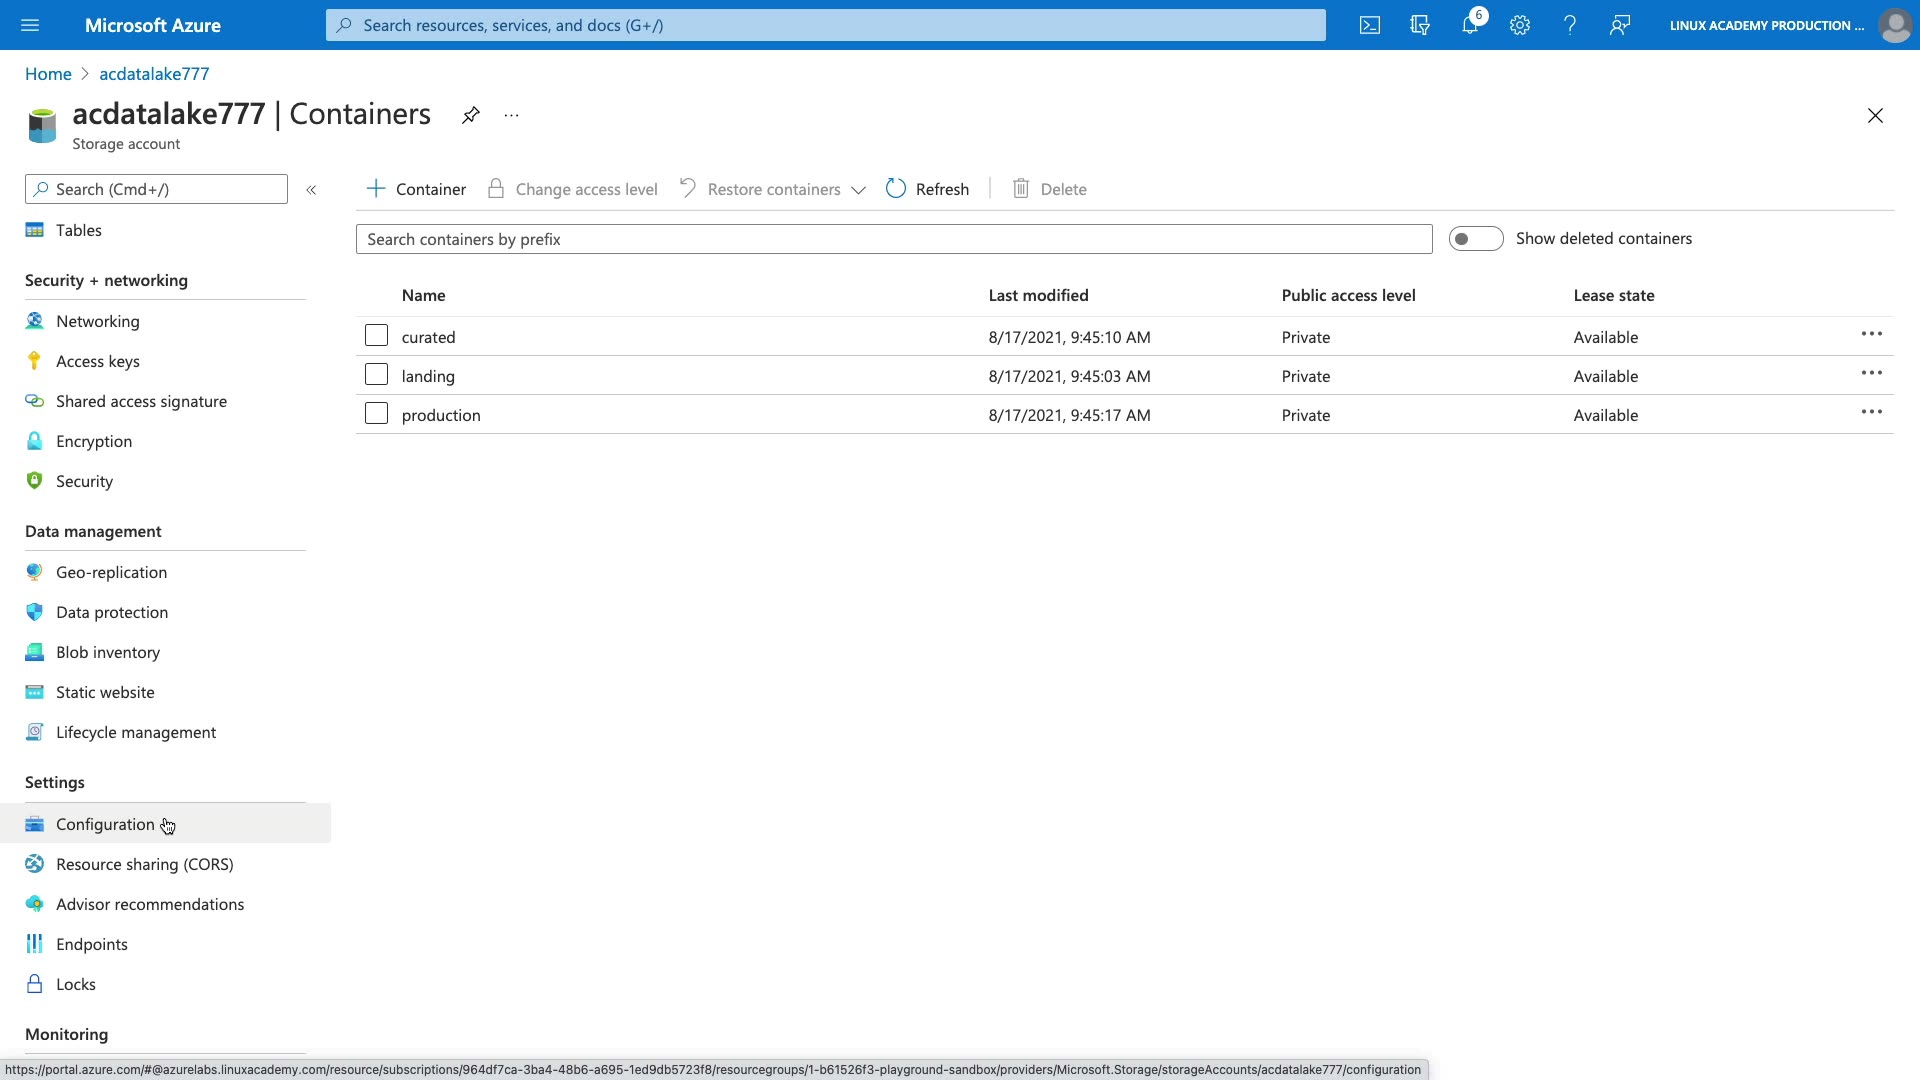 Microsoft Azure
Search resources, services, and docs (G+/)
6
LINUX ACADEMY PRODUCTION ...
Home > acdatalake777
acdatalake777 | Containers
...
Storage account
Search (Cmd+/)
«
Container
Change access level
Restore containers
Refresh
Delete
Tables
Search containers by prefix
Show deleted containers
Security + networking
Name
Last modified
Public access level
Lease state
Networking
curated
8/17/2021, 9:45:10 AM
Private
Available
...
Access keys
landing
8/17/2021, 9:45:03 AM
Private
Available
...
Shared access signature
production
8/17/2021, 9:45:17 AM
Private
Available
...
Encryption
Security
Data management
Geo-replication
Data protection
Blob inventory
Static website
Lifecycle management
Settings
Configuration
Resource sharing (CORS)
Advisor recommendations
Endpoints
Locks
Monitoring
https://portal.azure.com/#@azurelabs.linuxacademy.com/resource/subscriptions/964df7ca-3ba4-48b6-a695-1ed9db5723f8/resourcegroups/1-b61526f3-playground-sandbox/providers/Microsoft.Storage/storageAccounts/acdatalake777/configuration